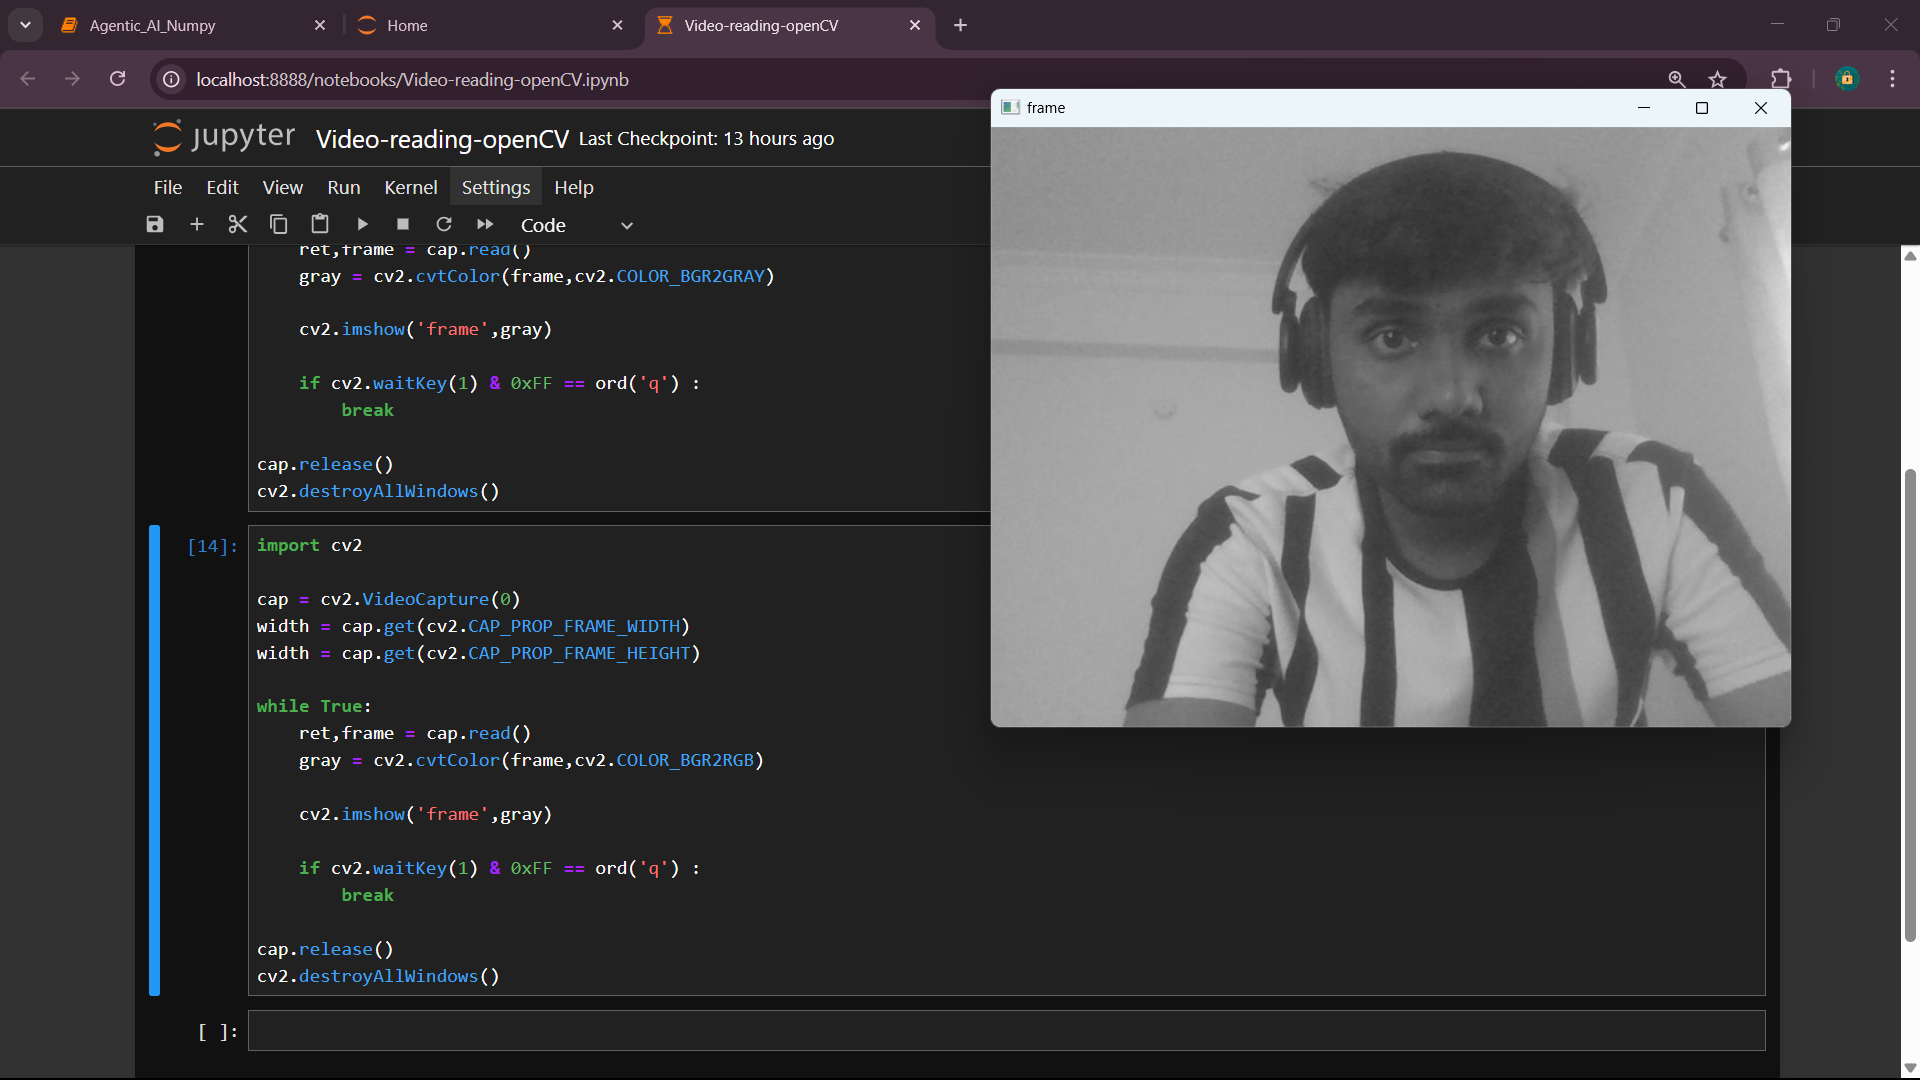 Agentic_AI_Numpy
Home
Video-reading-openCV
localhost:8888/notebooks/Video-reading-openCV.ipynb
frame
jupyter Video-reading-openCV Last Checkpoint: 13 hours ago
File Edit View Run Kernel Settings Help
Code
ret,frame = cap.read()
gray = cv2.cvtColor(frame,cv2.COLOR_BGR2GRAY)
cv2.imshow('frame',gray)
if cv2.waitKey(1) & 0xFF == ord('q') :
break
cap.release()
cv2.destroyAllWindows()
[14]:
import cv2
cap = cv2.VideoCapture(0)
width = cap.get(cv2.CAP_PROP_FRAME_WIDTH)
width = cap.get(cv2.CAP_PROP_FRAME_HEIGHT)
while True:
ret,frame = cap.read()
gray = cv2.cvtColor(frame,cv2.COLOR_BGR2RGB)
cv2.imshow('frame',gray)
if cv2.waitKey(1) & 0xFF == ord('q') :
break
cap.release()
cv2.destroyAllWindows()
[ ]: